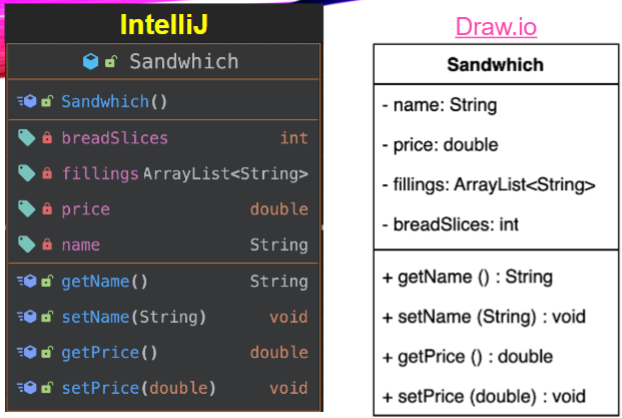 IntelliJ
Sandwhich
Sandwhich()
breadSlices int
fillings ArrayList<String>
price double
name String
getName() String
setName(String) void
getPrice() double
setPrice(double) void
Draw.io
Sandwhich
- name: String
- price: double
- fillings: ArrayList<String>
- breadSlices: int
+ getName () : String
+ setName (String) : void
+ getPrice () : double
+ setPrice (double) : void